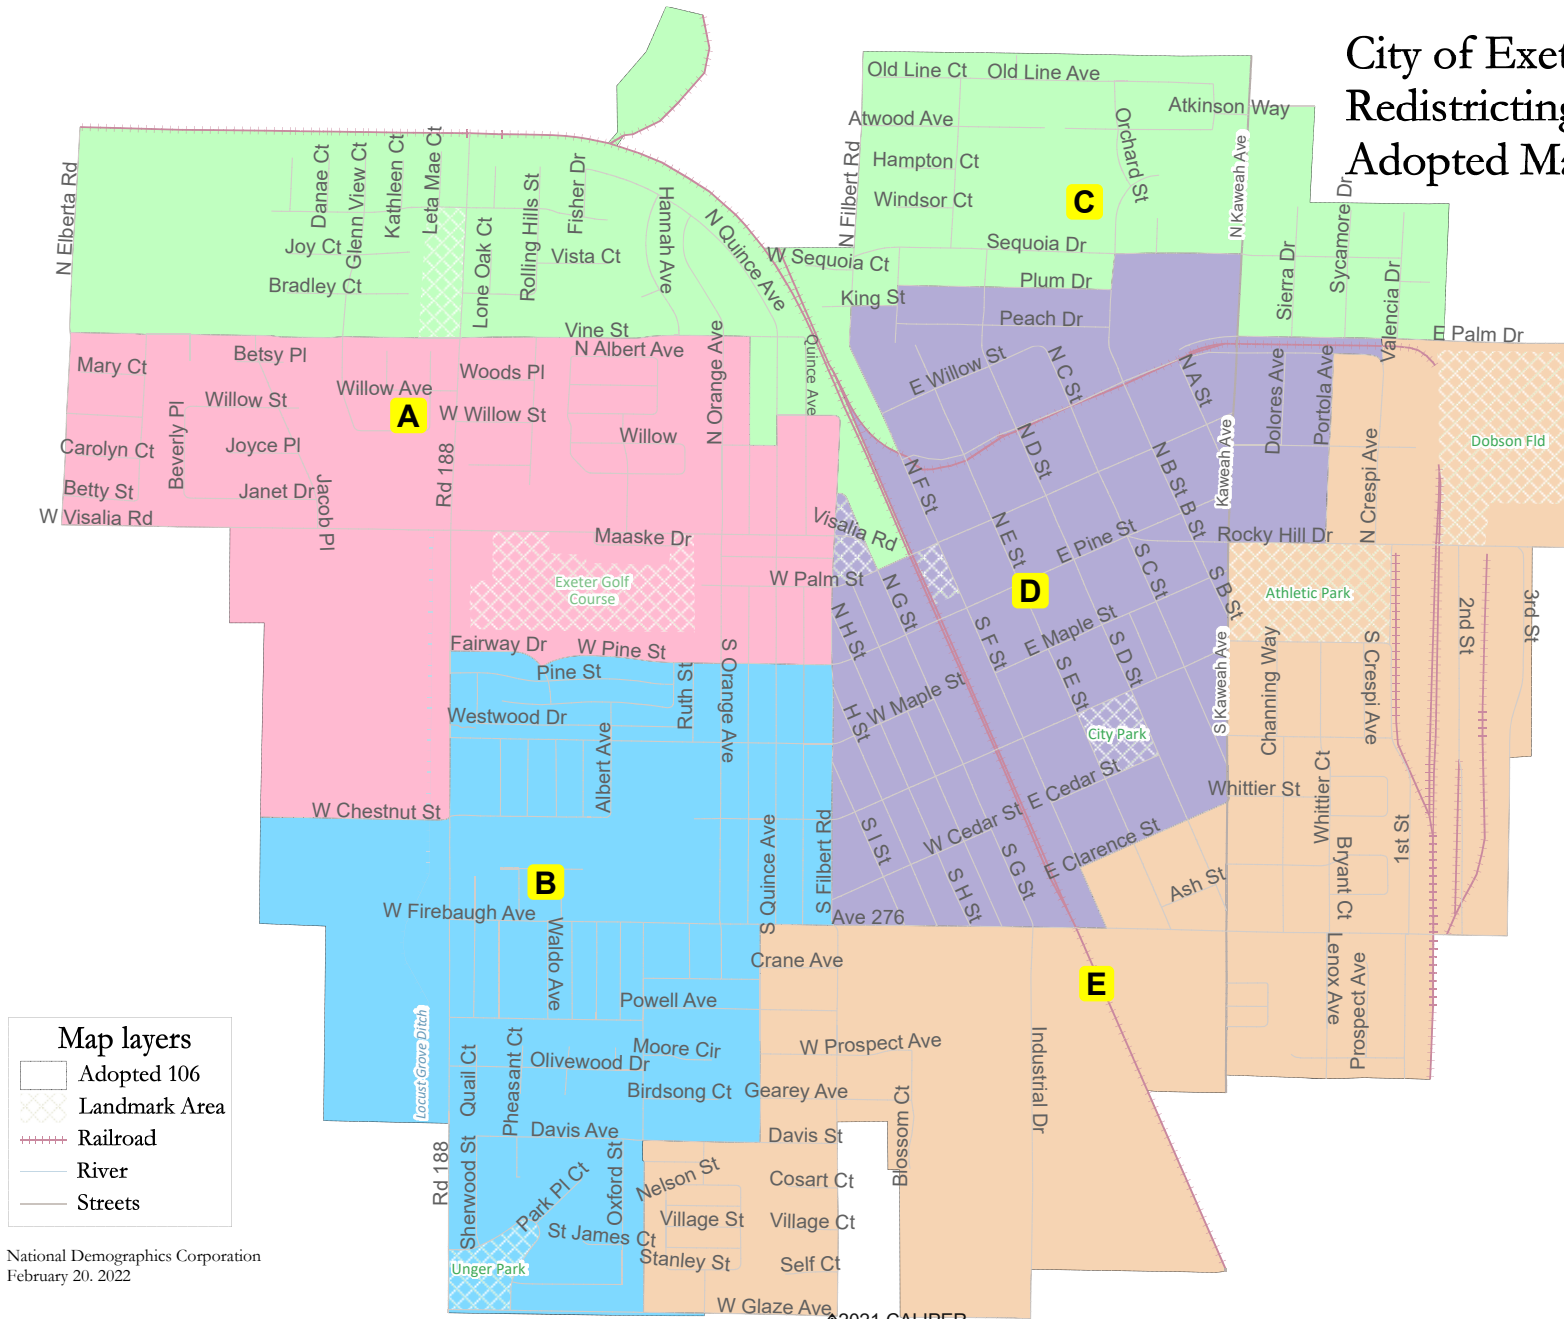 City of Exet
Redistricting
Adopted Ma
Old Line Ct
Old Line Ave
Atkinson Way
Atwood Ave
Orchard St
Hampton Ct
Windsor Ct
N Filbert Rd
N Kaweah Ave
C
Sequoia Dr
W Sequoia Ct
Plum Dr
King St
Peach Dr
Sierra Dr
Sycamore Dr
Valencia Dr
E Palm Dr
N Elberta Rd
Danae Ct
Glenn View Ct
Kathleen Ct
Leta Mae Ct
Joy Ct
Bradley Ct
Lone Oak Ct
Rolling Hills St
Fisher Dr
Vista Ct
Hannah Ave
N Quince Ave
Vine St
N Albert Ave
N Orange Ave
Quince Ave
Mary Ct
Betsy Pl
Willow Ave
Woods Pl
Willow St
A
W Willow St
Willow
Beverly Pl
Carolyn Ct
Joyce Pl
Rd 188
Betty St
Janet Dr
Jacob Pl
W Visalia Rd
Maaske Dr
Visalia Rd
W Palm St
Exeter Golf
Course
Fairway Dr
W Pine St
E Willow St
N C St
N A St
Dolores Ave
Portola Ave
N Crespi Ave
Dobson Fld
Kaweah Ave
N D St
N B St
B St
N F St
N E St
E Pine St
Rocky Hill Dr
S C St
S B St
D
N G St
N H St
E Maple St
S F St
S D St
S E St
W Maple St
H St
City Park
S Kaweah Ave
Athletic Park
Channing Way
S Crespi Ave
2nd St
3rd St
Whittier St
Whittier Ct
1st St
Bryant Ct
E Cedar St
W Cedar St
E Clarence St
S I St
S H St
S G St
Ash St
Pine St
Ruth St
S Orange Ave
Westwood Dr
Albert Ave
W Chestnut St
S Quince Ave
S Filbert Rd
B
W Firebaugh Ave
Ave 276
Waldo Ave
Crane Ave
E
Lenox Ave
Prospect Ave
Powell Ave
Moore Cir
W Prospect Ave
Olivewood Dr
Birdsong Ct
Gearey Ave
Quail Ct
Pheasant Ct
Locust Grove Ditch
Industrial Dr
Blossom Ct
Davis Ave
Davis St
Rd 188
Sherwood St
Park Pl Ct
Oxford St
Nelson St
Cosart Ct
Village St
Village Ct
St James Ct
Stanley St
Self Ct
Unger Park
W Glaze Ave
©2021 CALIPER
Map layers
Adopted 106
Landmark Area
Railroad
River
Streets
National Demographics Corporation
February 20. 2022